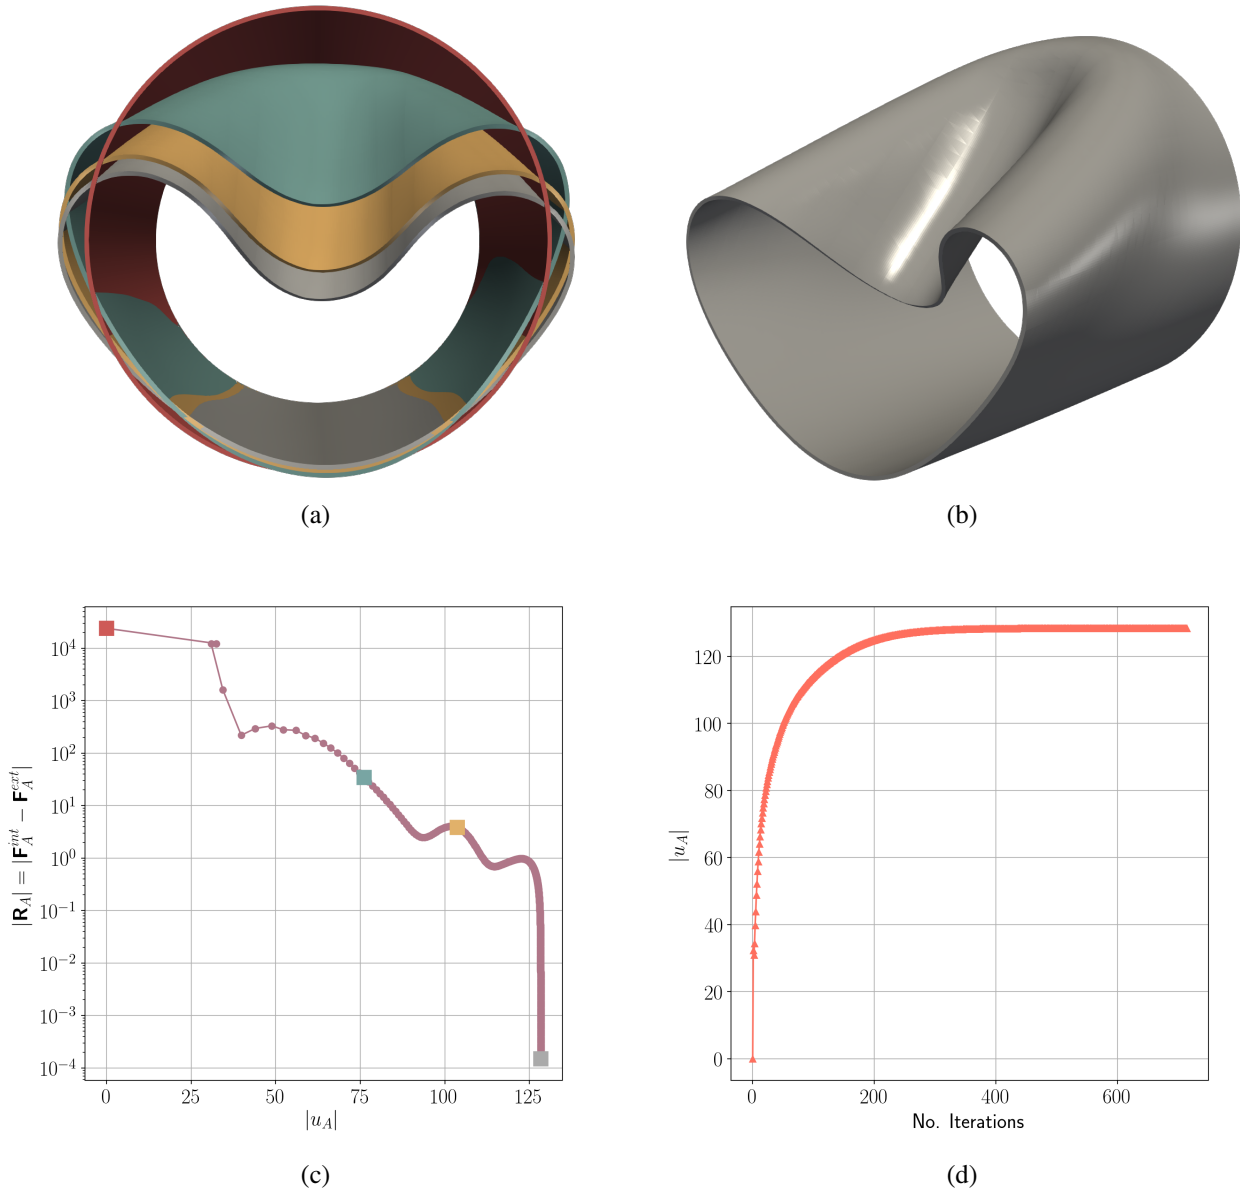 (a)
(b)
|R_A| = |F_A^{int} − F_A^{ext}|
10^4
10^3
10^2
10^1
10^0
10^{−1}
10^{−2}
10^{−3}
10^{−4}
0 25 50 75 100 125
|u_A|
(c)
|u_A|
120
100
80
60
40
20
0
0 200 400 600
No. Iterations
(d)